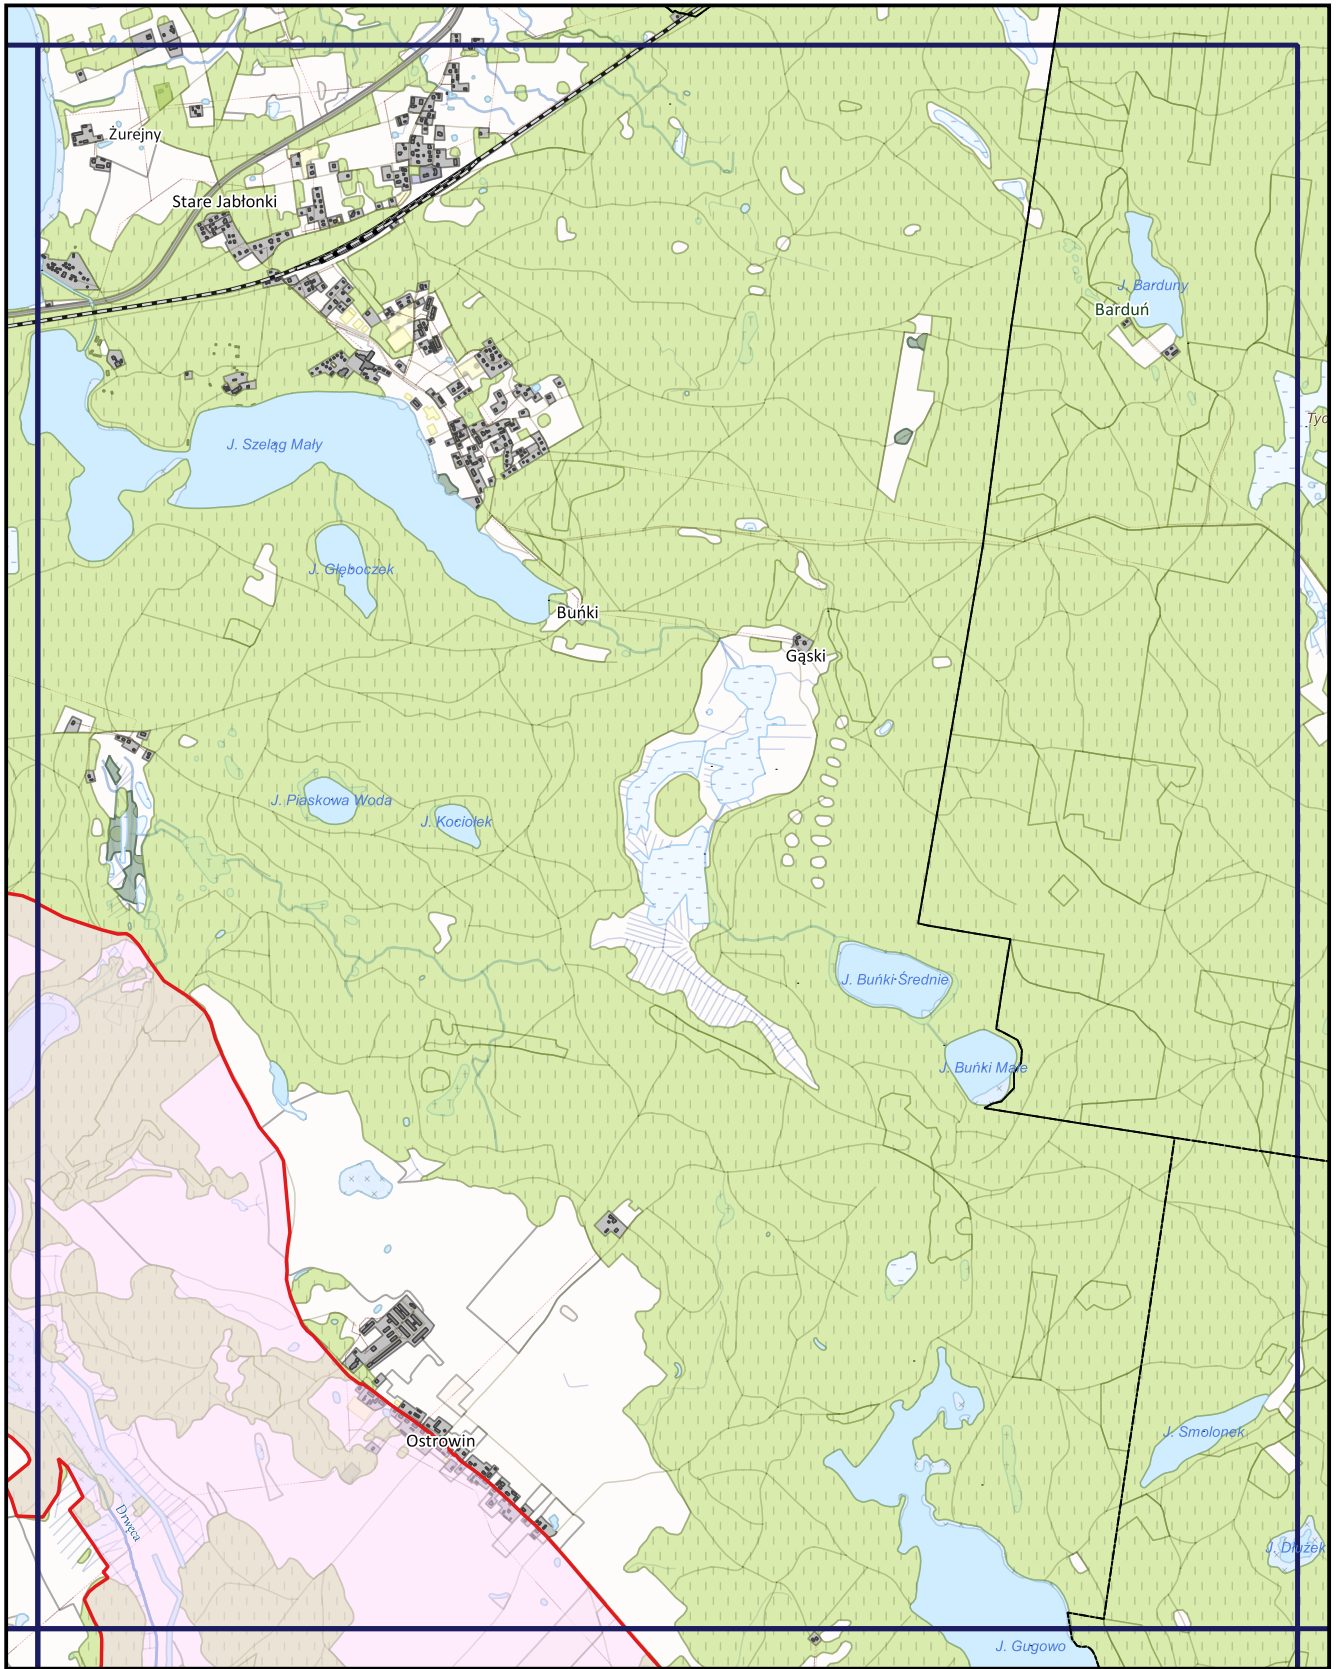 Żurejny
Stare Jabłonki
J. Barduny
Barduń
Tyc
J. Szeląg Mały
J. Głęboczek
Buńki
Gąski
J. Piaskowa Woda
J. Kociołek
J. Buńki Średnie
J. Buńki Małe
J. Smolonek
Ostrowin
Drwęca
J. Dłużek
J. Gugowo